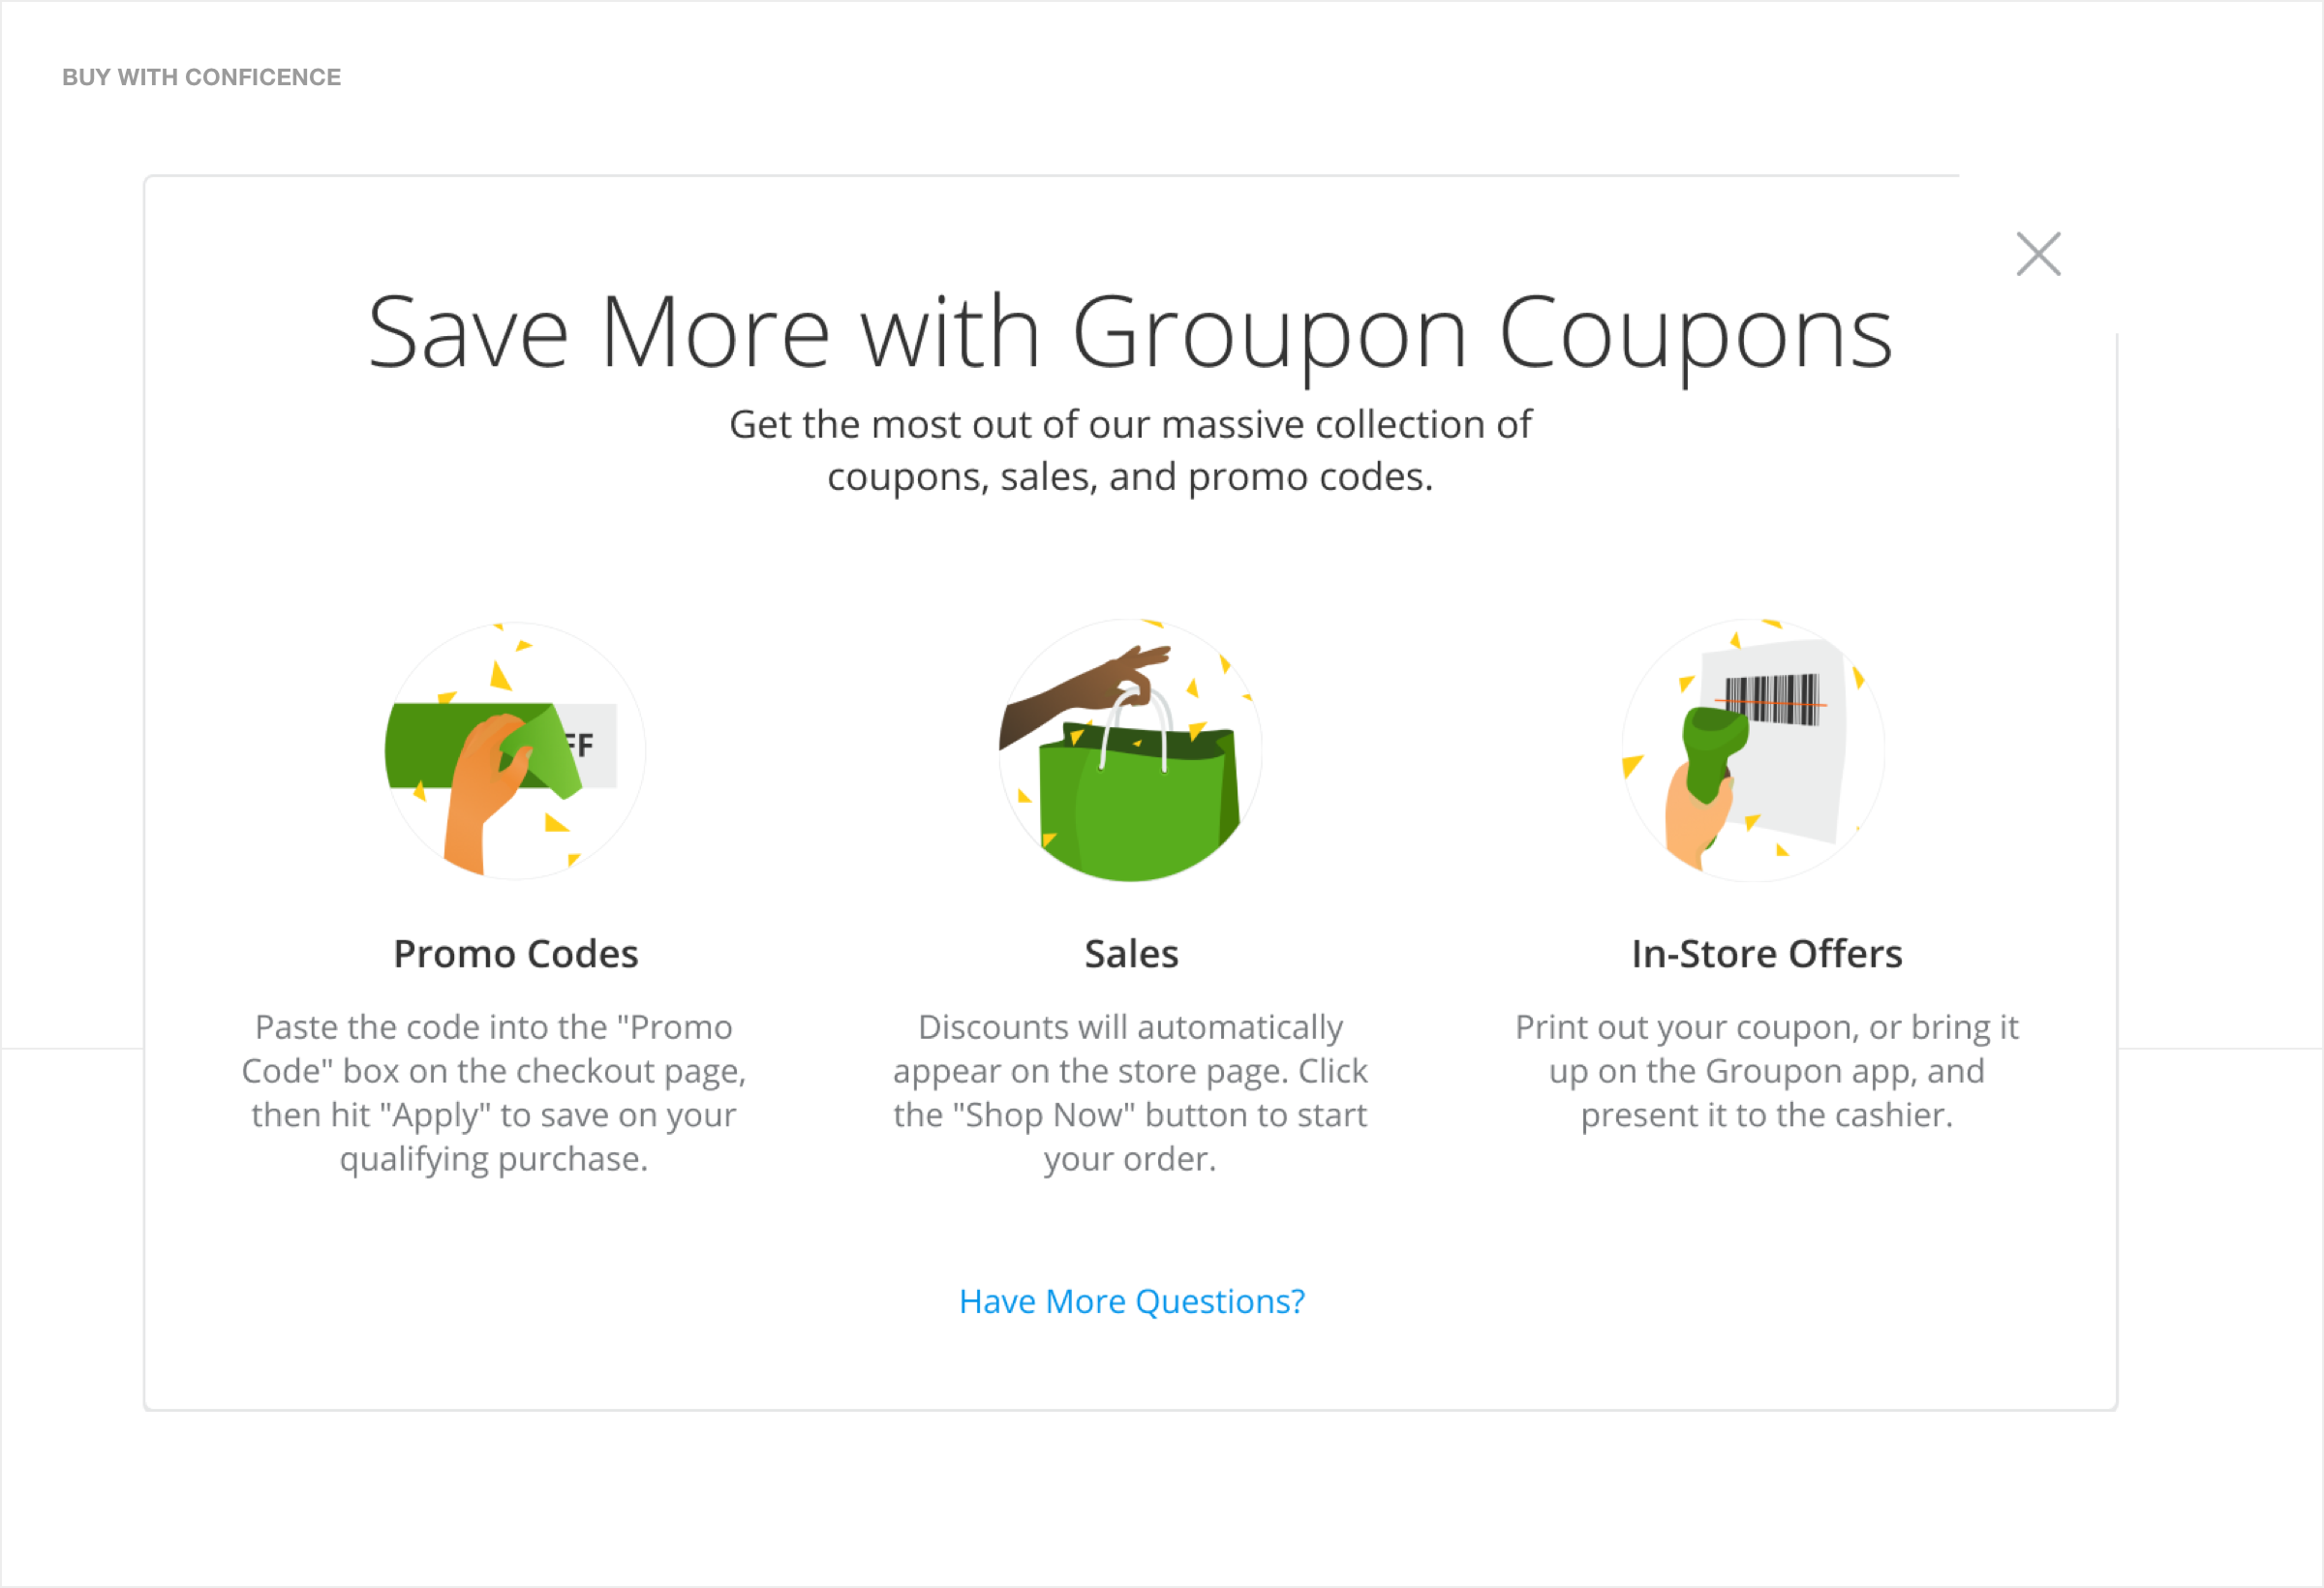 BUY WITH CONFICENCE
Save More with Groupon Coupons
Get the most out of our massive collection of
coupons, sales, and promo codes.
FF
Promo Codes
Paste the code into the "Promo
Code" box on the checkout page,
then hit "Apply" to save on your
qualifying purchase.
Sales
Discounts will automatically
appear on the store page. Click
the "Shop Now" button to start
your order.
In-Store Offers
Print out your coupon, or bring it
up on the Groupon app, and
present it to the cashier.
Have More Questions?